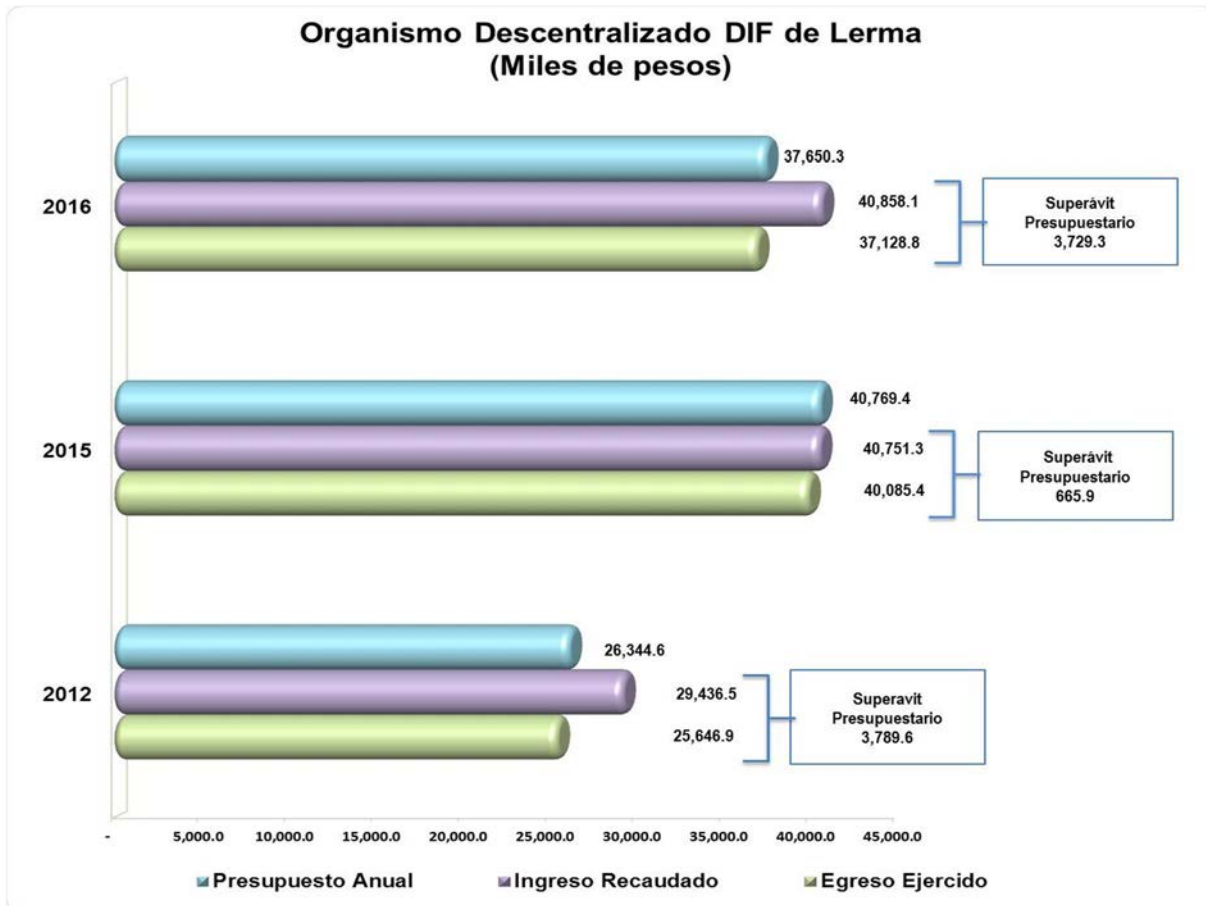 Organismo Descentralizado DIF de Lerma
(Miles de pesos)
2016
37,650.3
40,858.1
37,128.8
Superávit
Presupuestario
3,729.3
2015
40,769.4
40,751.3
40,085.4
Superávit
Presupuestario
665.9
2012
26,344.6
29,436.5
25,646.9
Superavit
Presupuestario
3,789.6
- 5,000.0 10,000.0 15,000.0 20,000.0 25,000.0 30,000.0 35,000.0 40,000.0 45,000.0
Presupuesto Anual Ingreso Recaudado Egreso Ejercido